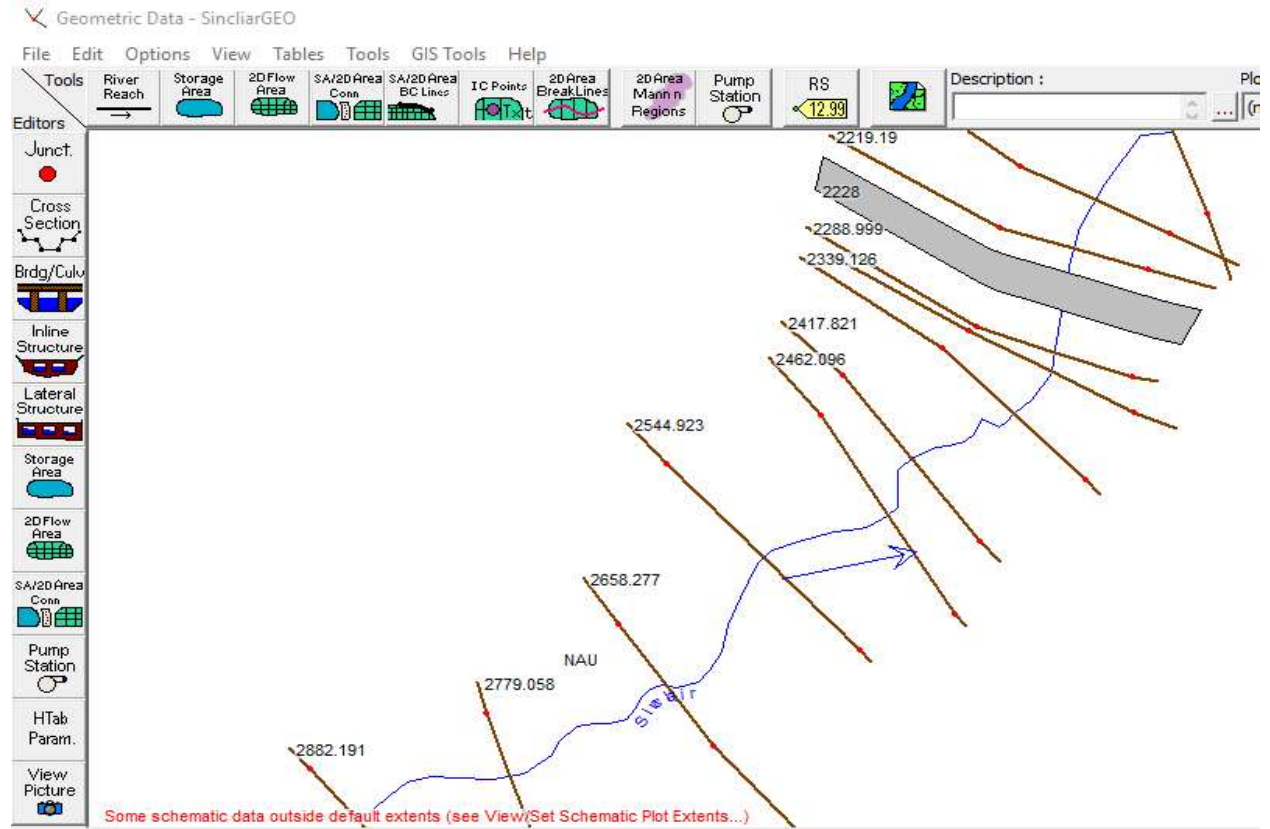 Geometric Data - SincliarGEO
File Edit Options View Tables Tools GIS Tools Help
Tools
Editors
River
Reach
Storage
Area
2D Flow
Area
SA/2D Area
Conn
SA/2D Area
BC Lines
IC Points
Txt
2D Area
BreakLines
2D Area
Mann n
Regions
Pump
Station
RS
12.99
Description :
...
Junct.
Cross
Section
Brdg/Culv
Inline
Structure
Lateral
Structure
Storage
Area
2D Flow
Area
SA/2D Area
Conn
Pump
Station
HTab
Param.
View
Picture
2219.19
2228
2288.999
2339.126
2417.821
2462.096
2544.923
2658.277
NAU
2779.058
2882.191
Some schematic data outside default extents (see View/Set Schematic Plot Extents...)